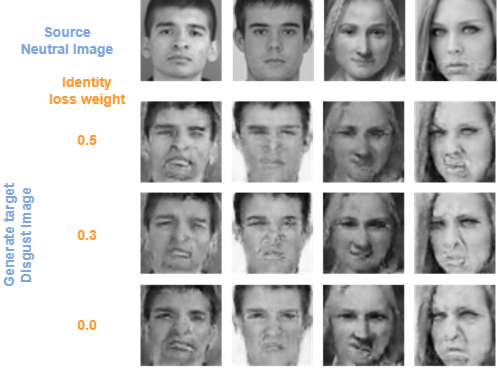 Source
Neutral Image
Identity
loss weight
0.5
0.3
0.0
Generate target
Disgust Image